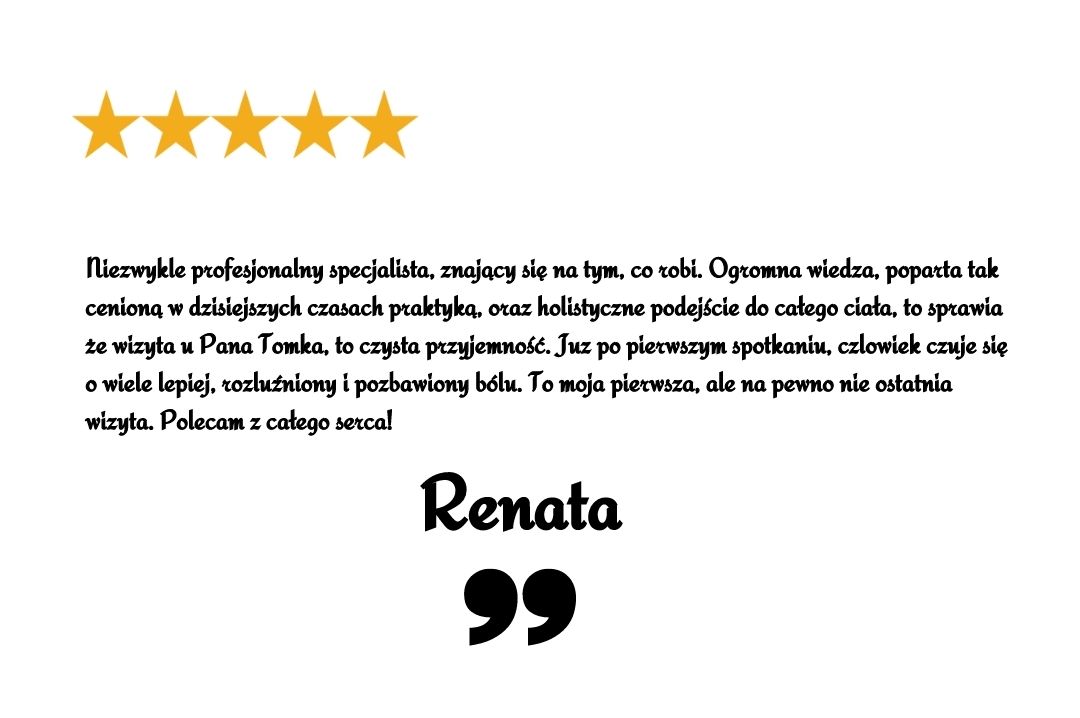 Niezwykle profesjonalny specjalista, znający się na tym, co robi. Ogromna wiedza, poparta tak
cenioną w dzisiejszych czasach praktyką, oraz holistyczne podejście do całego ciała, to sprawia
że wizyta u Pana Tomka, to czysta przyjemność. Juz po pierwszym spotkaniu, czlowiek czuje się
o wiele lepiej, rozluźniony i pozbawiony bólu. To moja pierwsza, ale na pewno nie ostatnia
wizyta. Polecam z całego serca!
Renata
”